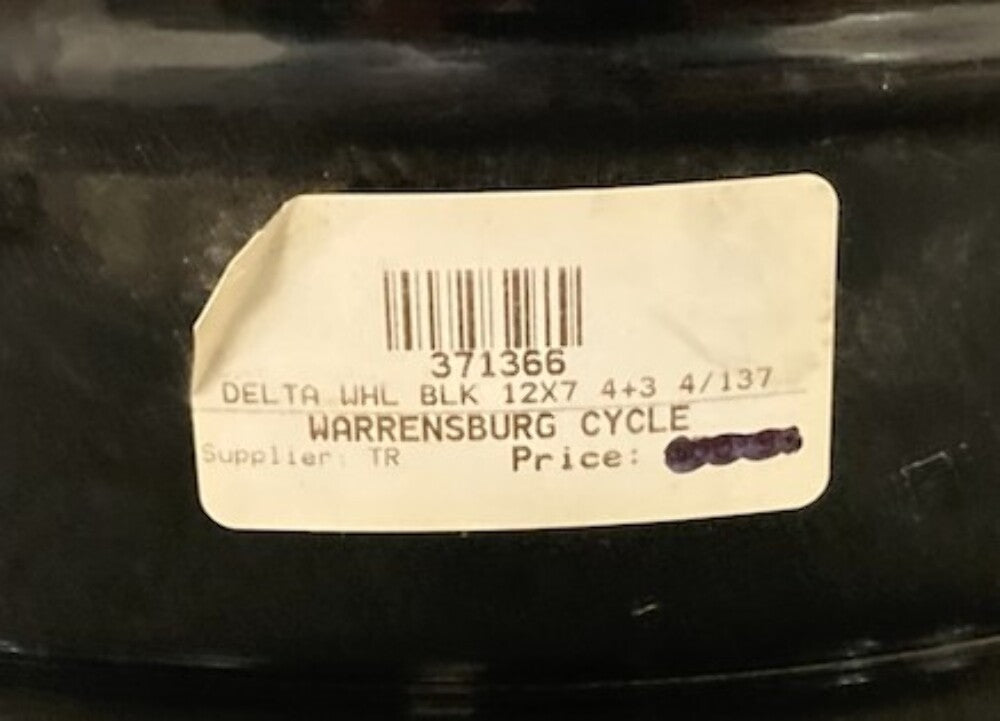 371366
DELTA WHL BLK 12X7 4+3 4/137
WARRENSBURG CYCLE
Supplier: TR Price: